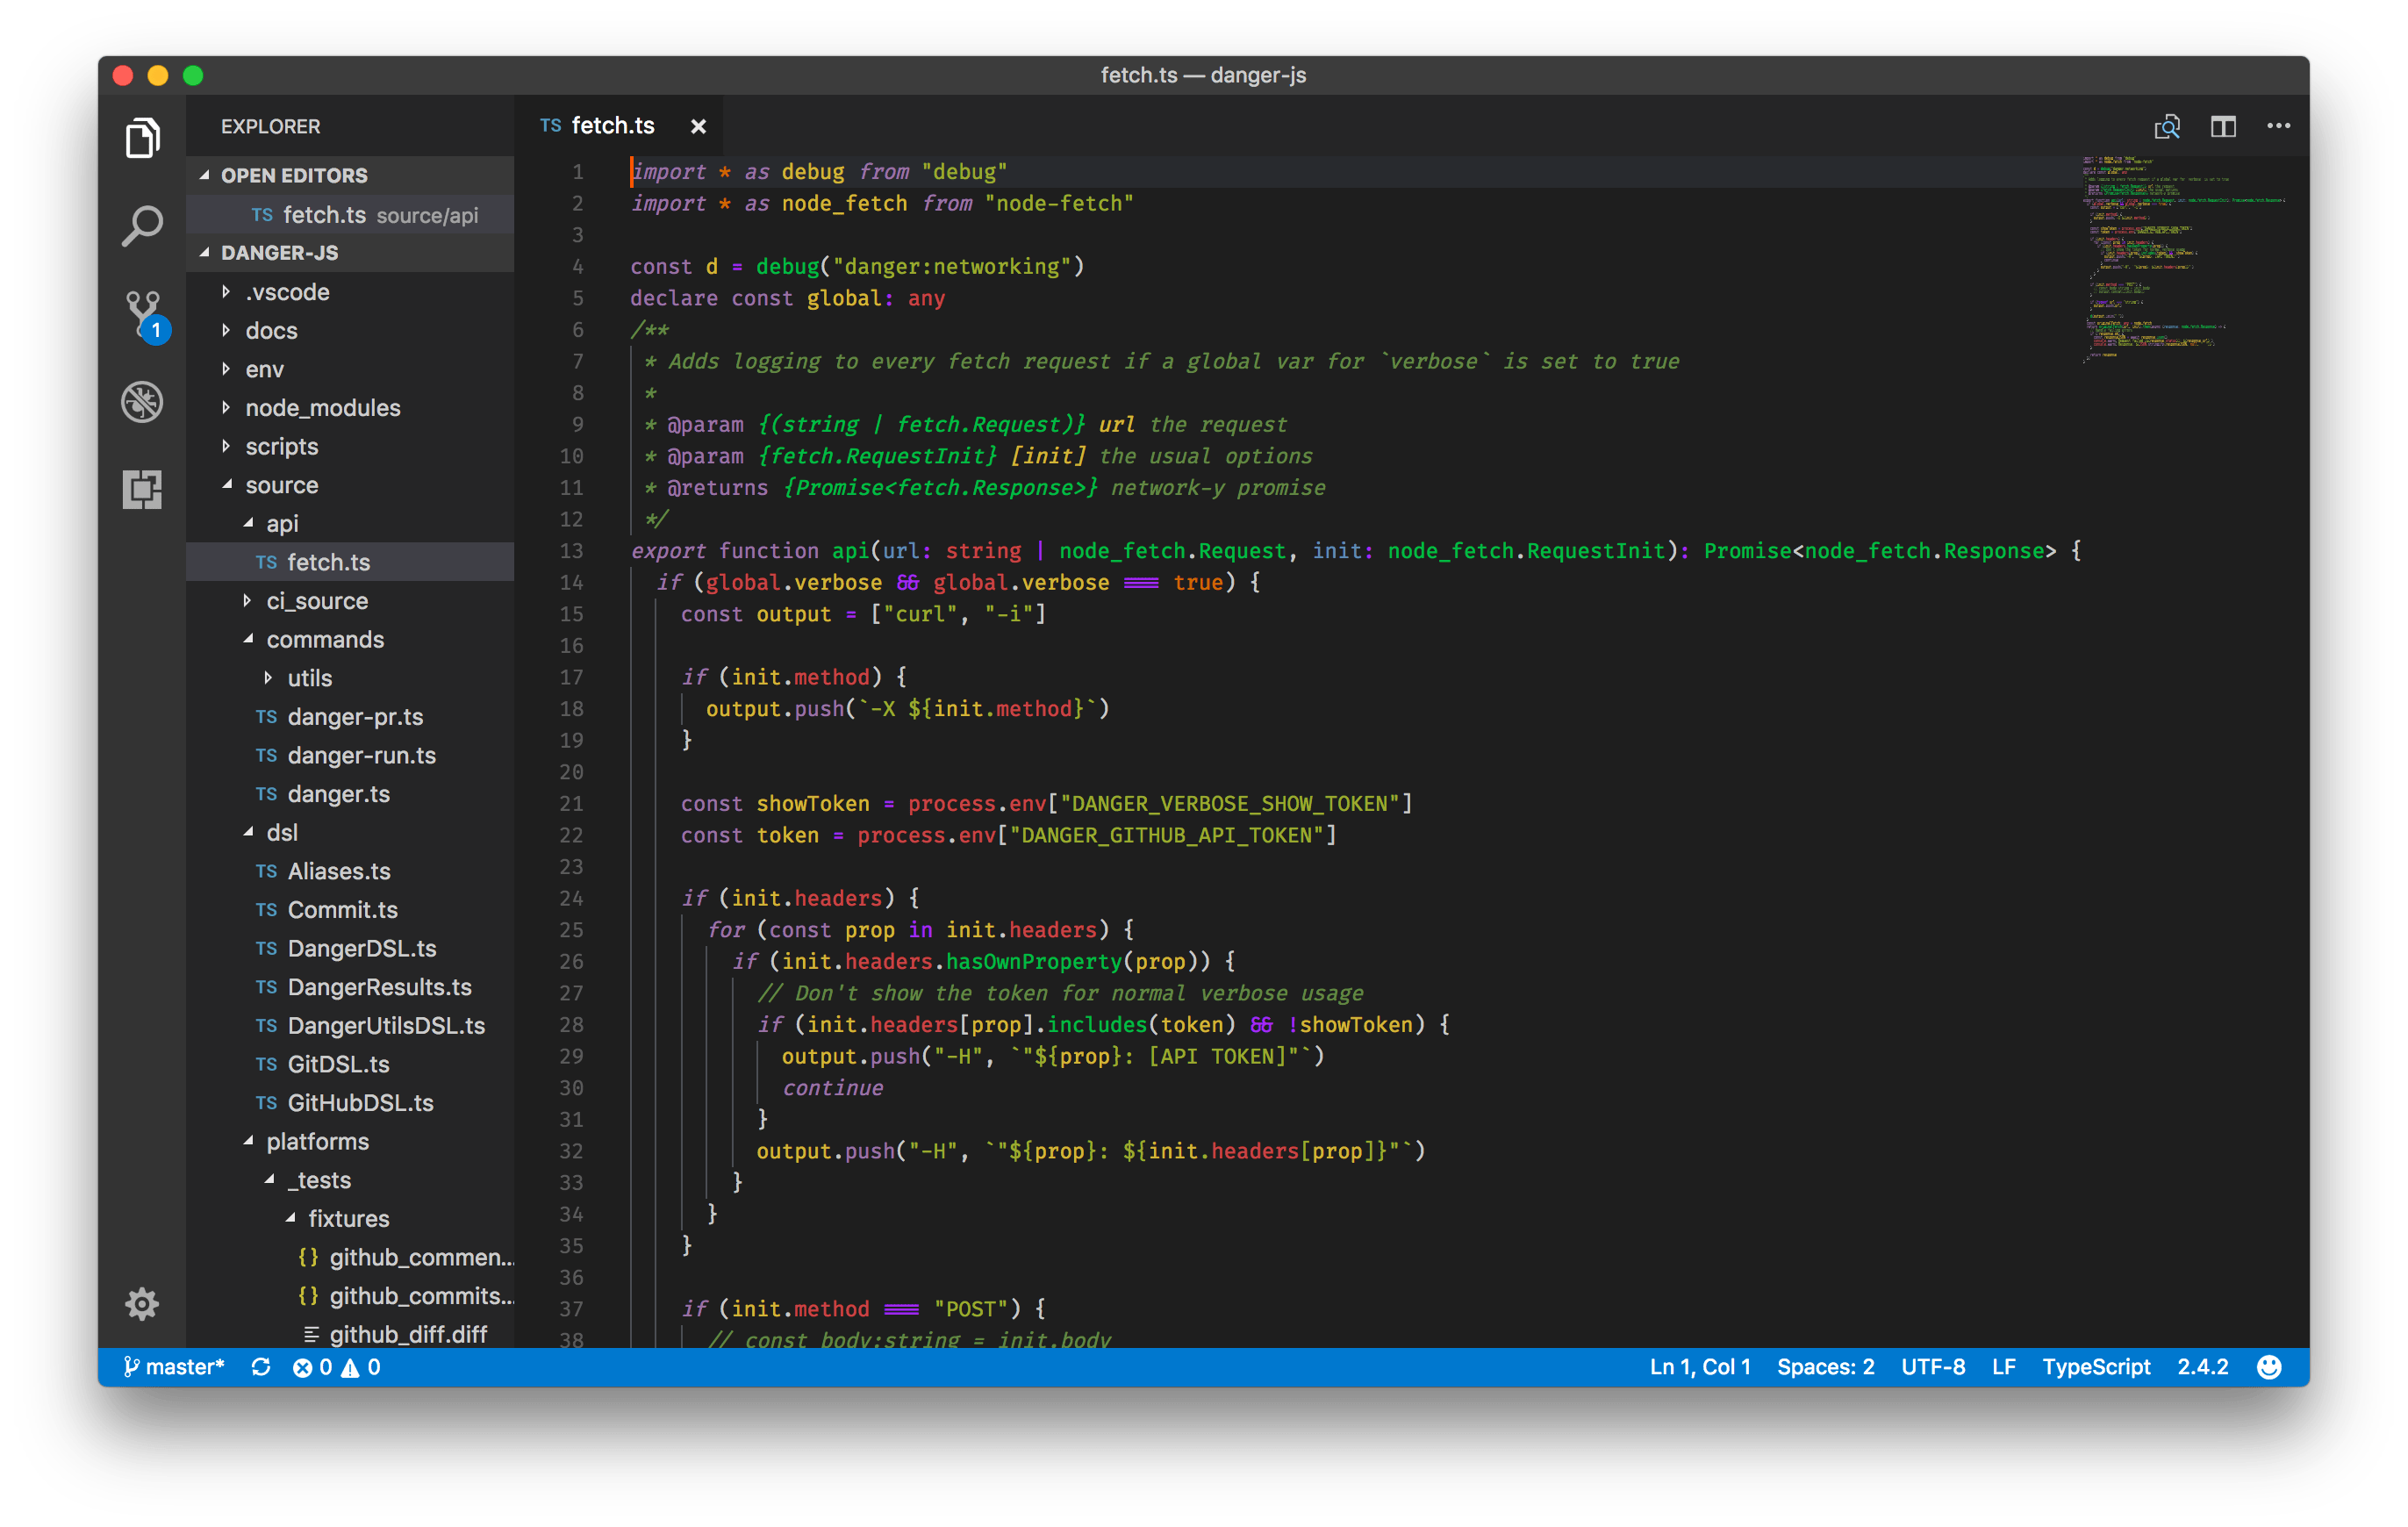 fetch.ts — danger-js
EXPLORER
OPEN EDITORS
TS fetch.ts source/api
DANGER-JS
.vscode
docs
env
node_modules
scripts
source
api
TS fetch.ts
ci_source
commands
utils
TS danger-pr.ts
TS danger-run.ts
TS danger.ts
dsl
TS Aliases.ts
TS Commit.ts
TS DangerDSL.ts
TS DangerResults.ts
TS DangerUtilsDSL.ts
TS GitDSL.ts
TS GitHubDSL.ts
platforms
_tests
fixtures
{} github_commen...
{} github_commits...
github_diff.diff
1
TS fetch.ts ×
1 import * as debug from "debug"
2 import * as node_fetch from "node-fetch"
3
4 const d = debug("danger:networking")
5 declare const global: any
6 /**
7 * Adds logging to every fetch request if a global var for `verbose` is set to true
8 *
9 * @param {(string | fetch.Request)} url the request
10 * @param {fetch.RequestInit} [init] the usual options
11 * @returns {Promise<fetch.Response>} network-y promise
12 */
13 export function api(url: string | node_fetch.Request, init: node_fetch.RequestInit): Promise<node_fetch.Response> {
14 if (global.verbose && global.verbose === true) {
15 const output = ["curl", "-i"]
16
17 if (init.method) {
18 output.push(`-X ${init.method}`)
19 }
20
21 const showToken = process.env["DANGER_VERBOSE_SHOW_TOKEN"]
22 const token = process.env["DANGER_GITHUB_API_TOKEN"]
23
24 if (init.headers) {
25 for (const prop in init.headers) {
26 if (init.headers.hasOwnProperty(prop)) {
27 // Don't show the token for normal verbose usage
28 if (init.headers[prop].includes(token) && !showToken) {
29 output.push("-H", `"${prop}: [API TOKEN]"`)
30 continue
31 }
32 output.push("-H", `"${prop}: ${init.headers[prop]}"`)
33 }
34 }
35 }
36
37 if (init.method === "POST") {
38 // const body:string = init.body
master* 0 0
Ln 1, Col 1 Spaces: 2 UTF-8 LF TypeScript 2.4.2